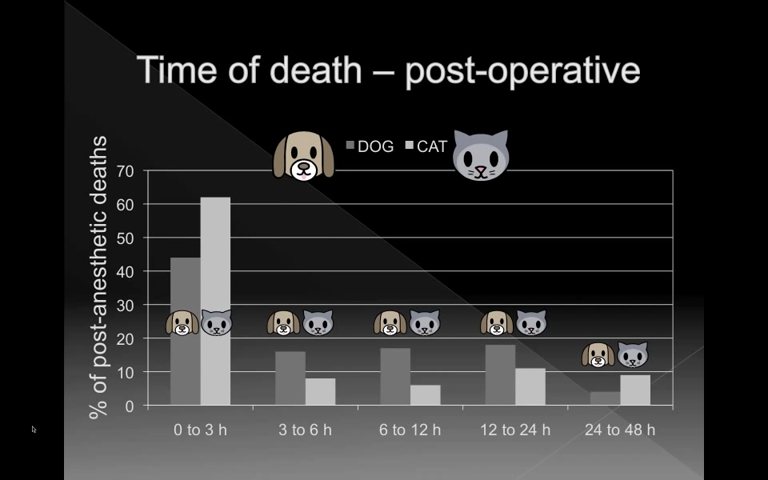 Time of death – post-operative
DOG CAT
% of post-anesthetic deaths
70
60
50
40
30
20
10
0
0 to 3 h 3 to 6 h 6 to 12 h 12 to 24 h 24 to 48 h